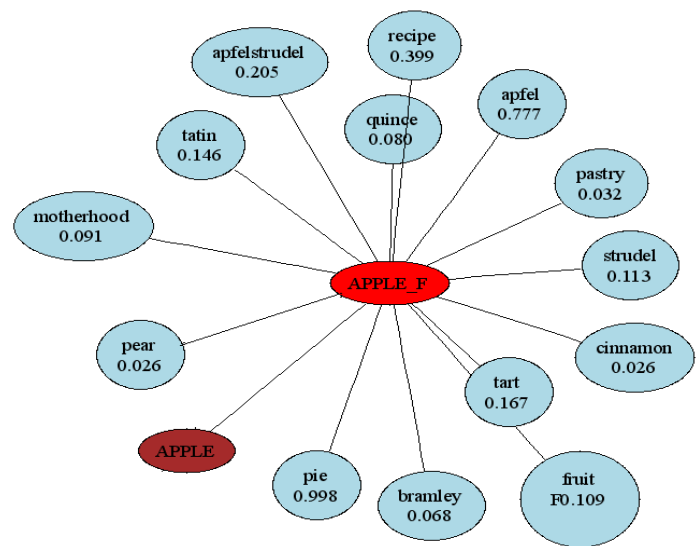 recipe
0.399
apfelstrudel
0.205
apfel
0.777
quince
0.080
tatin
0.146
pastry
0.032
motherhood
0.091
strudel
0.113
APPLE_F
pear
0.026
cinnamon
0.026
tart
0.167
APPLE
pie
0.998
bramley
0.068
fruit
F0.109